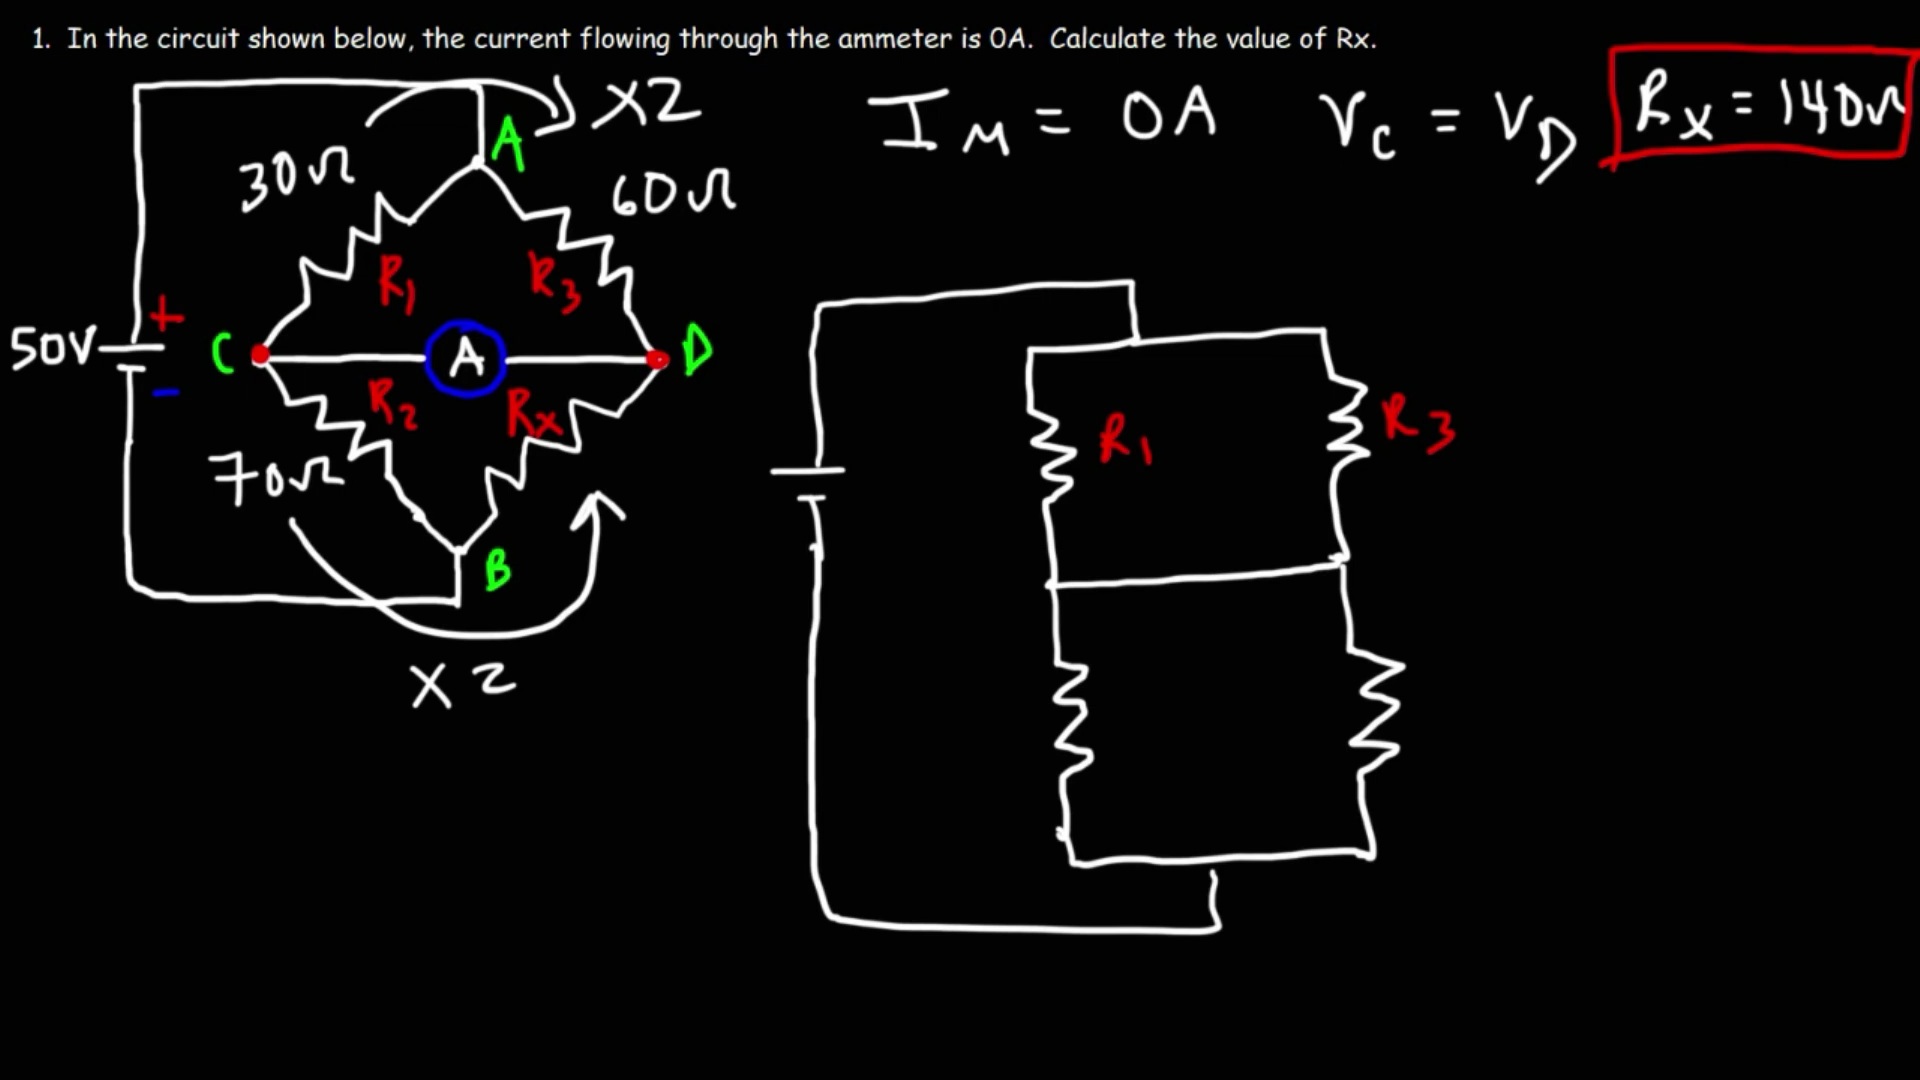 1. In the circuit shown below, the current flowing through the ammeter is 0A. Calculate the value of Rx.
I_M = 0A V_C = V_D Rx = 140Ω
x2
A
30Ω
60Ω
R1 R3
+
50V
C A D
-
R2 Rx
70Ω
B
x2
R1 R3